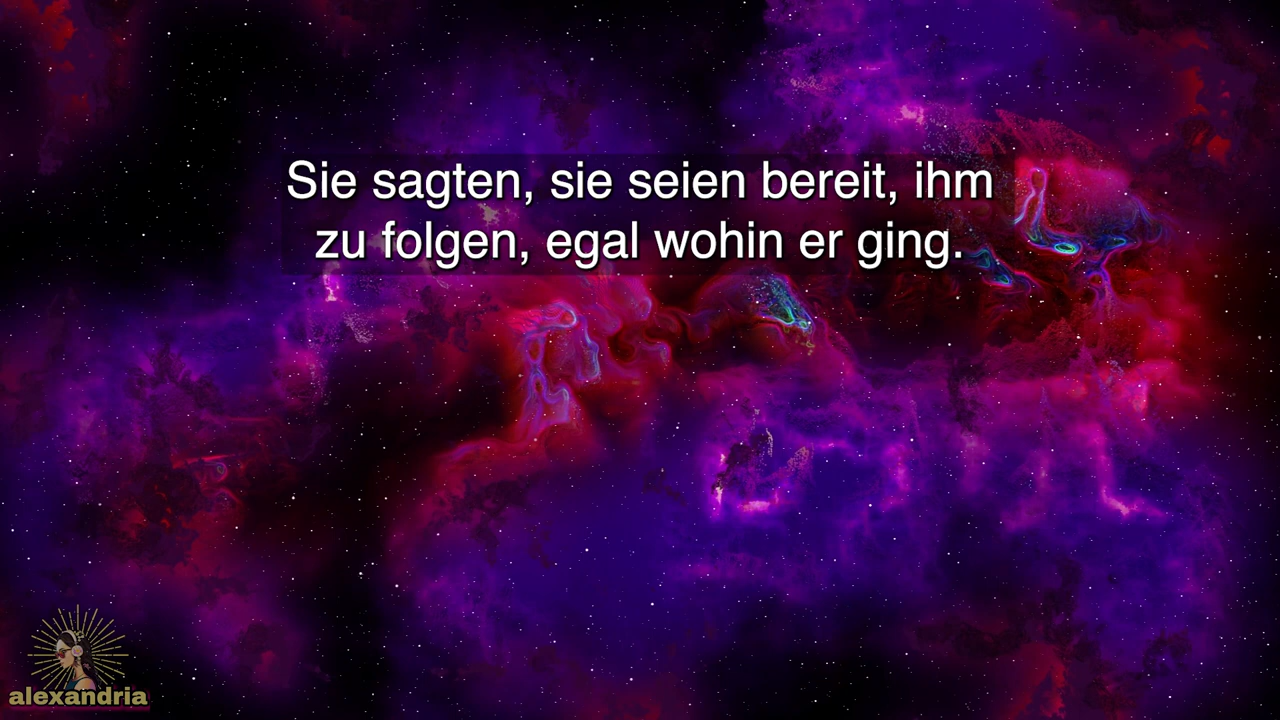 Sie sagten, sie seien bereit, ihm
zu folgen, egal wohin er ging.
alexandria